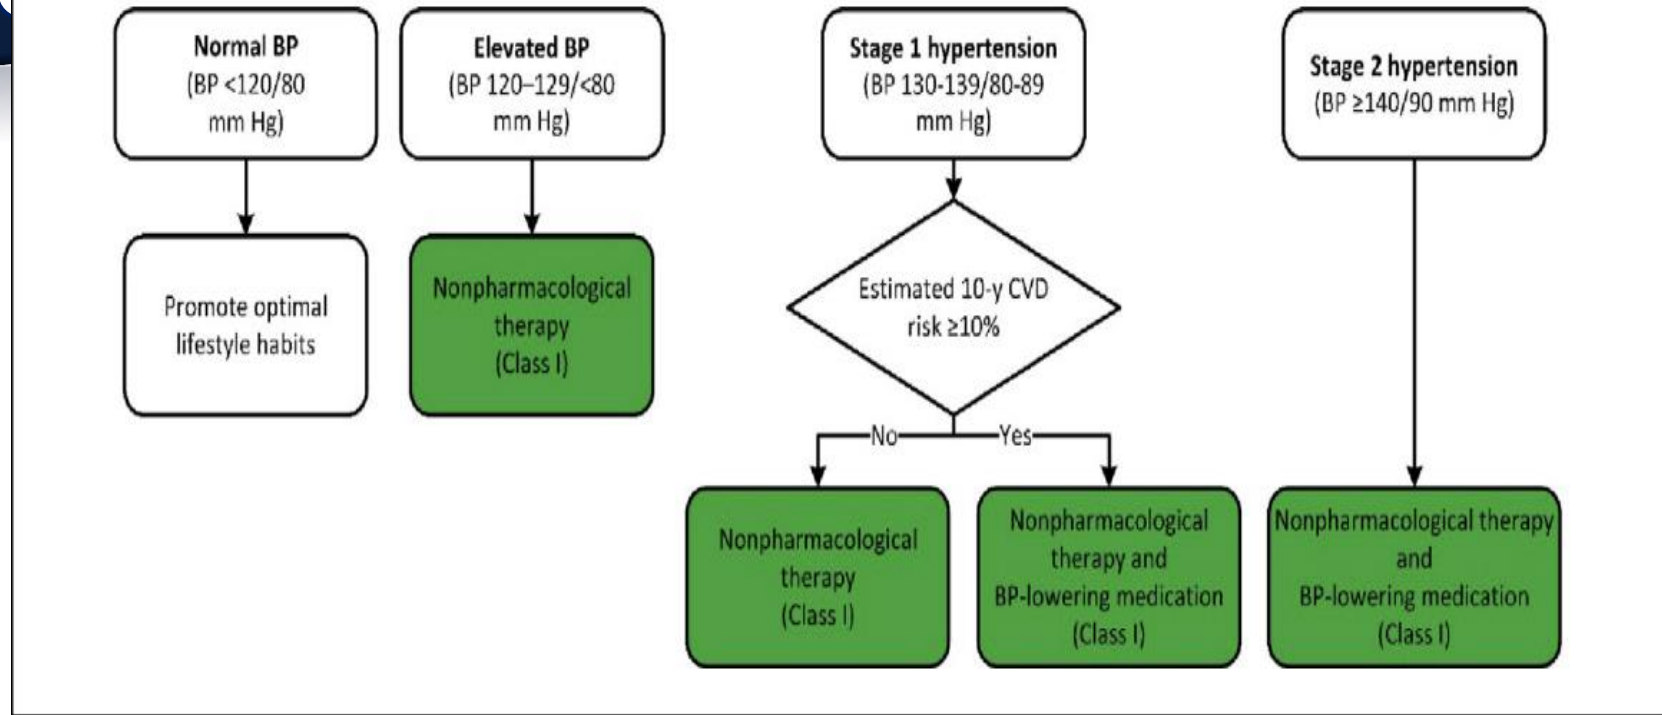 Normal BP
(BP <120/80
mm Hg)
Elevated BP
(BP 120–129/<80
mm Hg)
Stage 1 hypertension
(BP 130-139/80-89
mm Hg)
Stage 2 hypertension
(BP ≥140/90 mm Hg)
Promote optimal
lifestyle habits
Nonpharmacological
therapy
(Class I)
Estimated 10-y CVD
risk ≥10%
No
Yes
Nonpharmacological
therapy
(Class I)
Nonpharmacological
therapy and
BP-lowering medication
(Class I)
Nonpharmacological therapy
and
BP-lowering medication
(Class I)